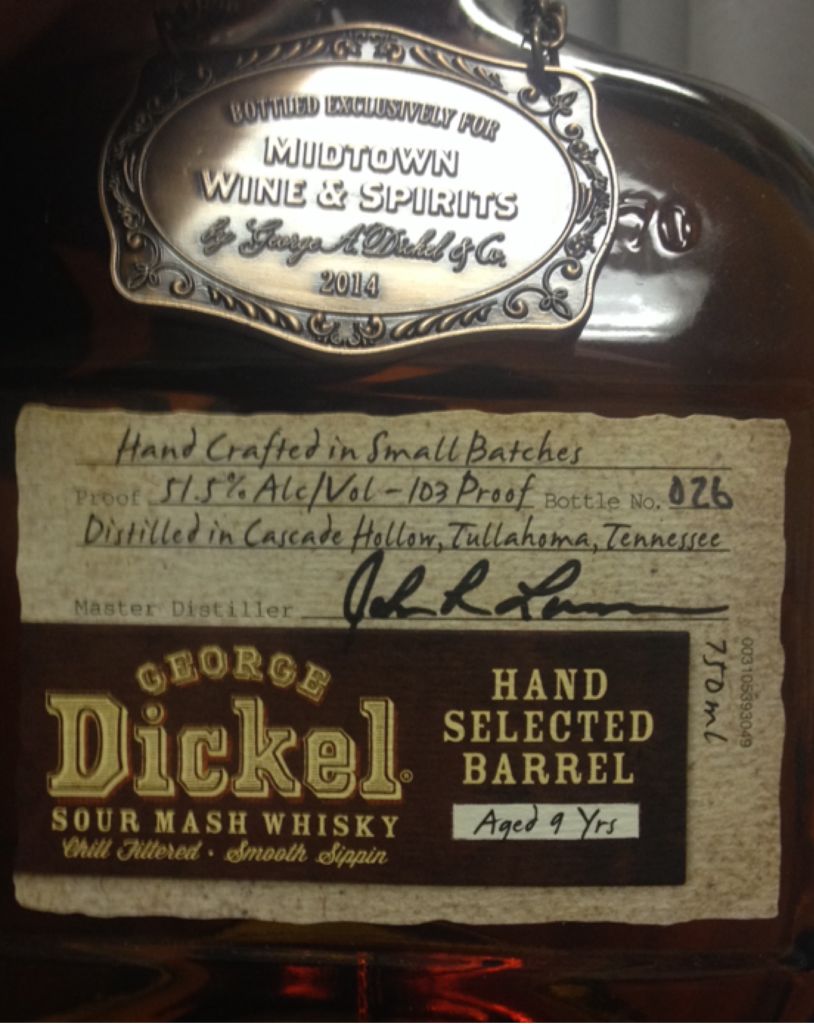 BOTTLED EXCLUSIVELY FOR
MIDTOWN
WINE & SPIRITS
by George A. Dickel & Co.
2014
Hand Crafted in Small Batches
Proof 51.5% Alc/Vol - 103 Proof Bottle No. 026
Distilled in Cascade Hollow, Tullahoma, Tennessee
Master Distiller
GEORGE
Dickel®
SOUR MASH WHISKY
Chill Filtered · Smooth Sippin
HAND
SELECTED
BARREL
Aged 9 Yrs
750ml